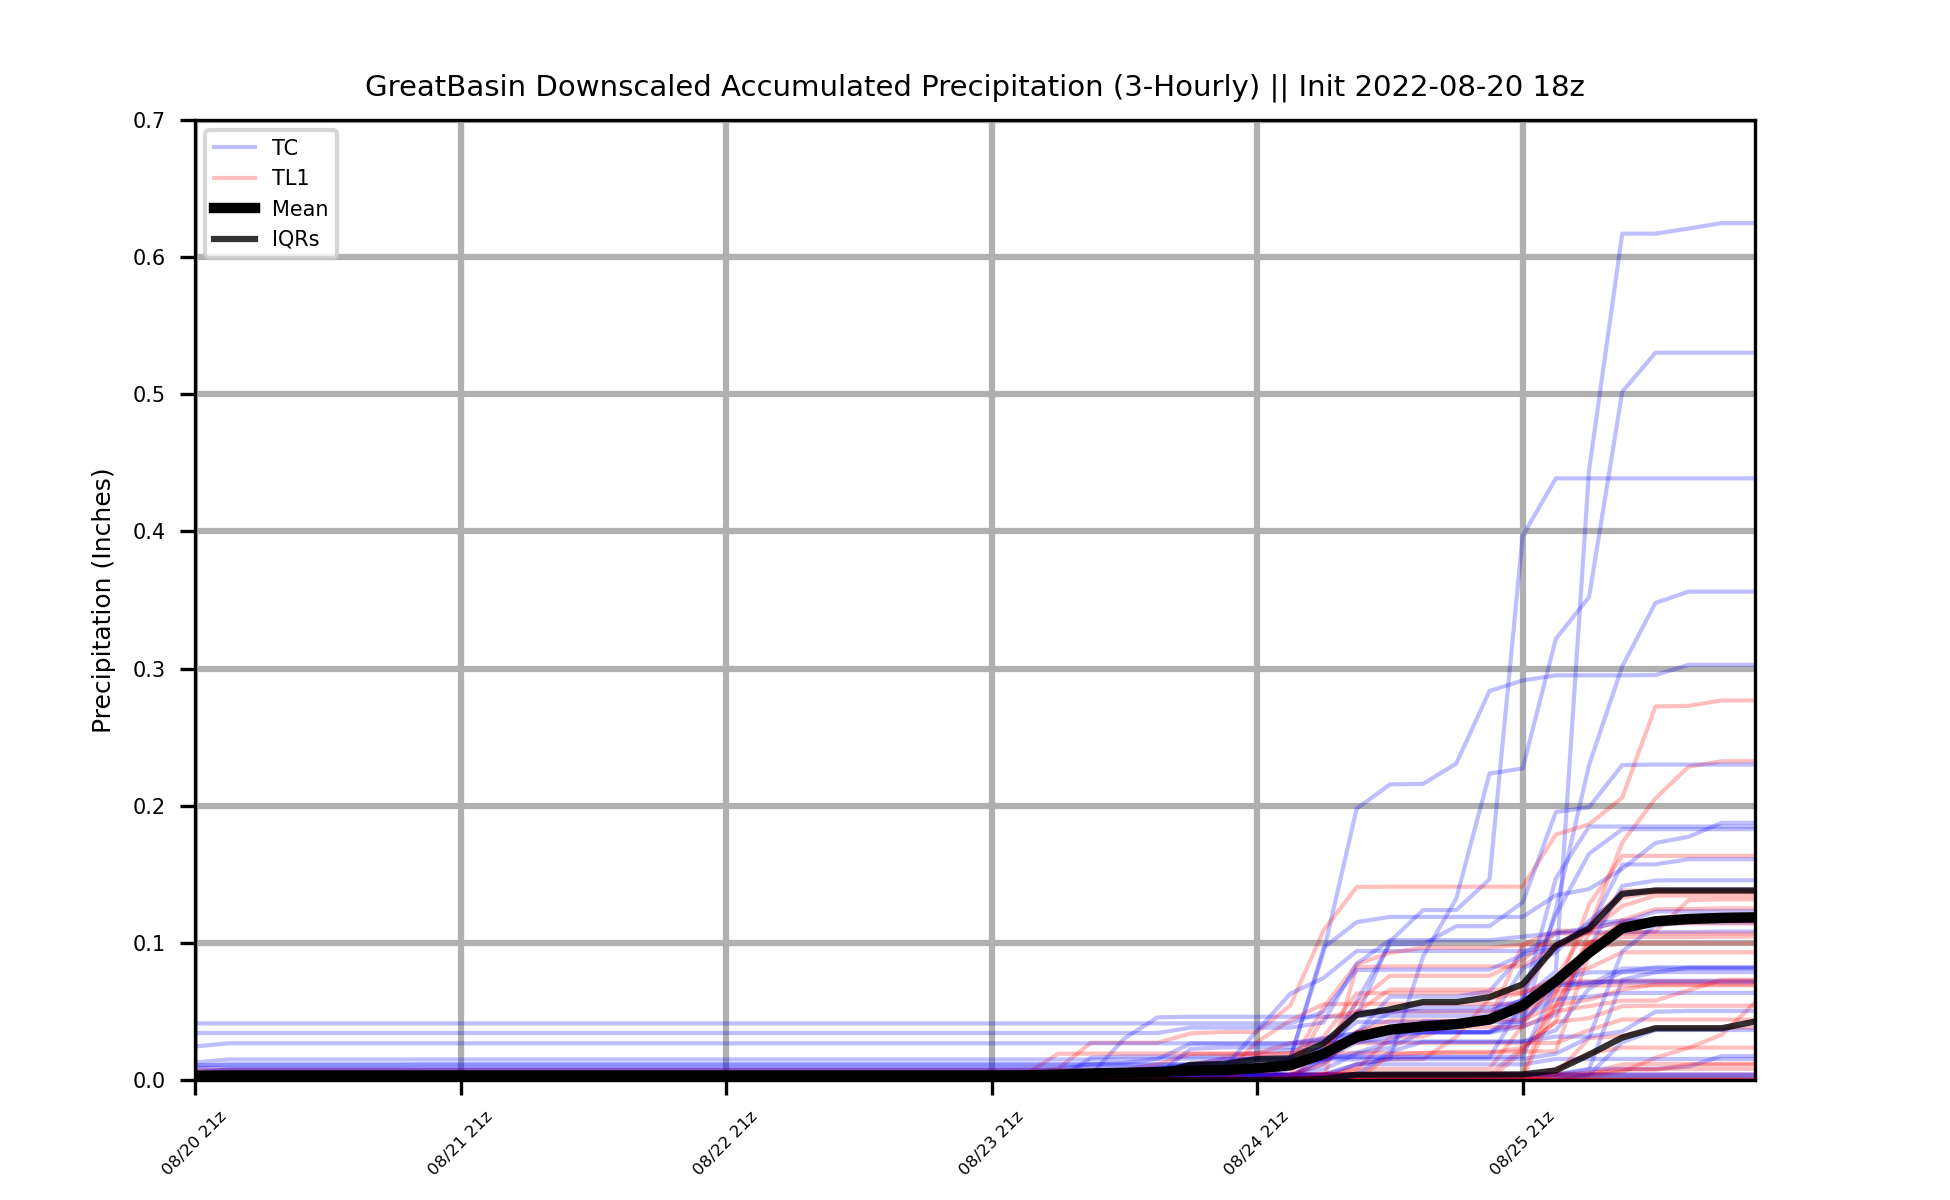 GreatBasin Downscaled Accumulated Precipitation (3-Hourly) || Init 2022-08-20 18z
TC
TL1
Mean
IQRs
Precipitation (Inches)
0.7
0.6
0.5
0.4
0.3
0.2
0.1
0.0
08/20 21z
08/21 21z
08/22 21z
08/23 21z
08/24 21z
08/25 21z